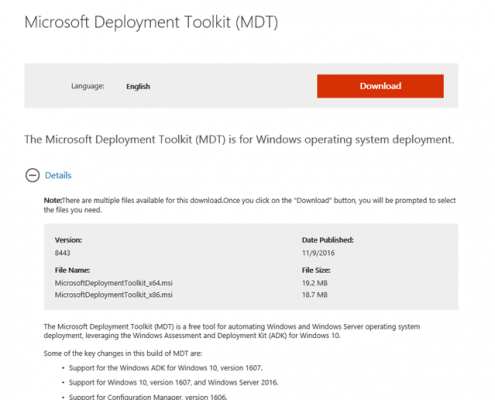 Microsoft Deployment Toolkit (MDT)
Language: English Download
The Microsoft Deployment Toolkit (MDT) is for Windows operating system deployment.
Details
Note:There are multiple files available for this download.Once you click on the "Download" button, you will be prompted to select
the files you need.
Version: Date Published:
8443 11/9/2016
File Name: File Size:
MicrosoftDeploymentToolkit_x64.msi 19.2 MB
MicrosoftDeploymentToolkit_x86.msi 18.7 MB
The Microsoft Deployment Toolkit (MDT) is a free tool for automating Windows and Windows Server operating system
deployment, leveraging the Windows Assessment and Deployment Kit (ADK) for Windows 10.
Some of the key changes in this build of MDT are:
• Support for the Windows ADK for Windows 10, version 1607.
• Support for Windows 10, version 1607, and Windows Server 2016.
• Support for Configuration Manager, version 1606.